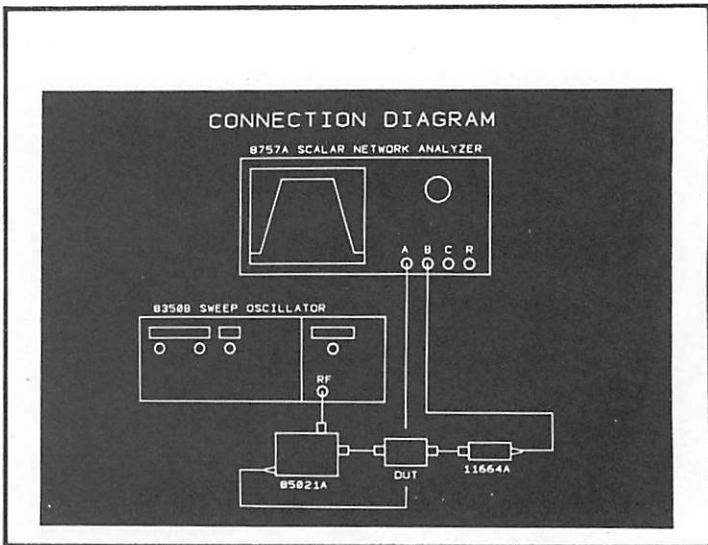 CONNECTION DIAGRAM
8757A SCALAR NETWORK ANALYZER
A B C R
8350B SWEEP OSCILLATOR
RF
85021A
DUT
11664A